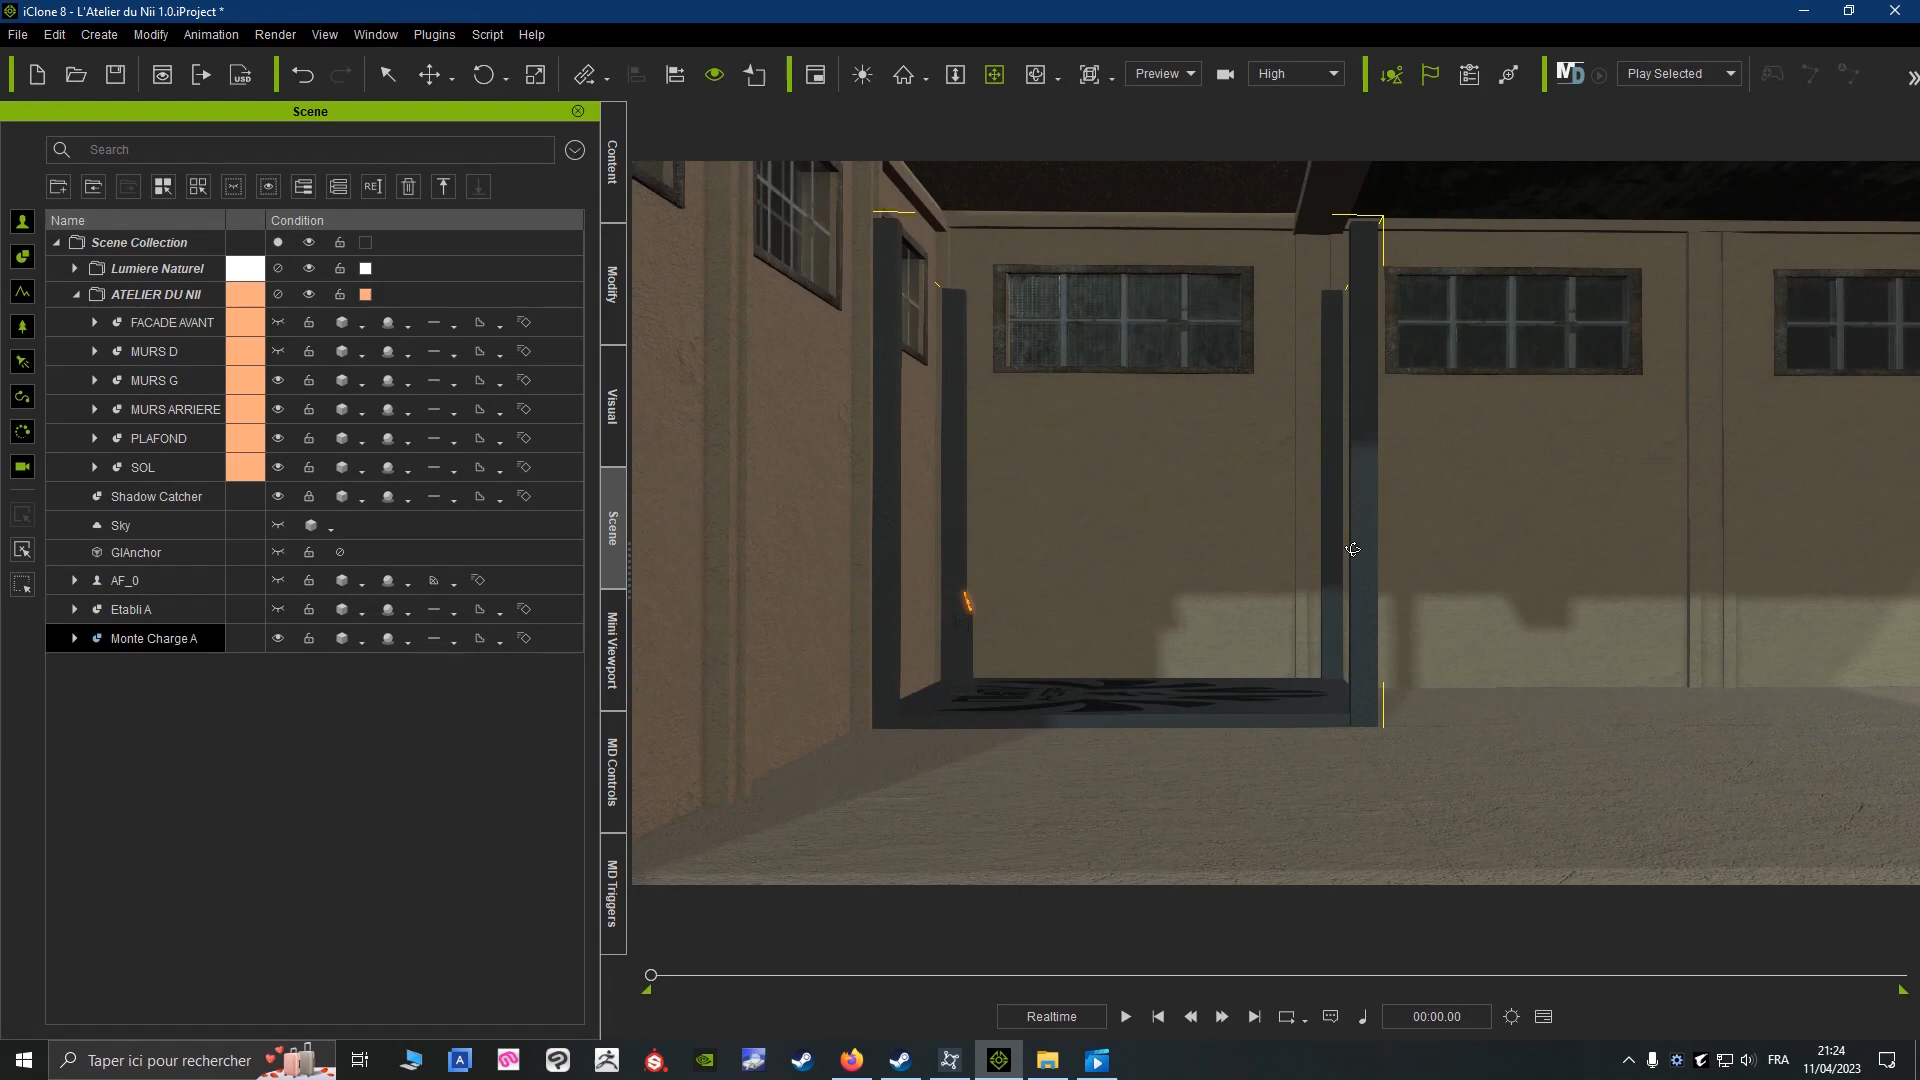 iClone 8 - L'Atelier du Nii 1.0.iProject *
File Edit Create Modify Animation Render View Window Plugins Script Help
USD Preview High MD Play Selected
Scene
Search
RE
Name Condition
Scene Collection
Lumiere Naturel
ATELIER DU NII
FACADE AVANT
MURS D
MURS G
MURS ARRIERE
PLAFOND
SOL
Shadow Catcher
Sky
GIAnchor
AF_0
Etabli A
Monte Charge A
Content
Modify
Visual
Scene
Mini Viewport
MD Controls
MD Triggers
Realtime 00:00.00
Taper ici pour rechercher
FRA
21:24
11/04/2023